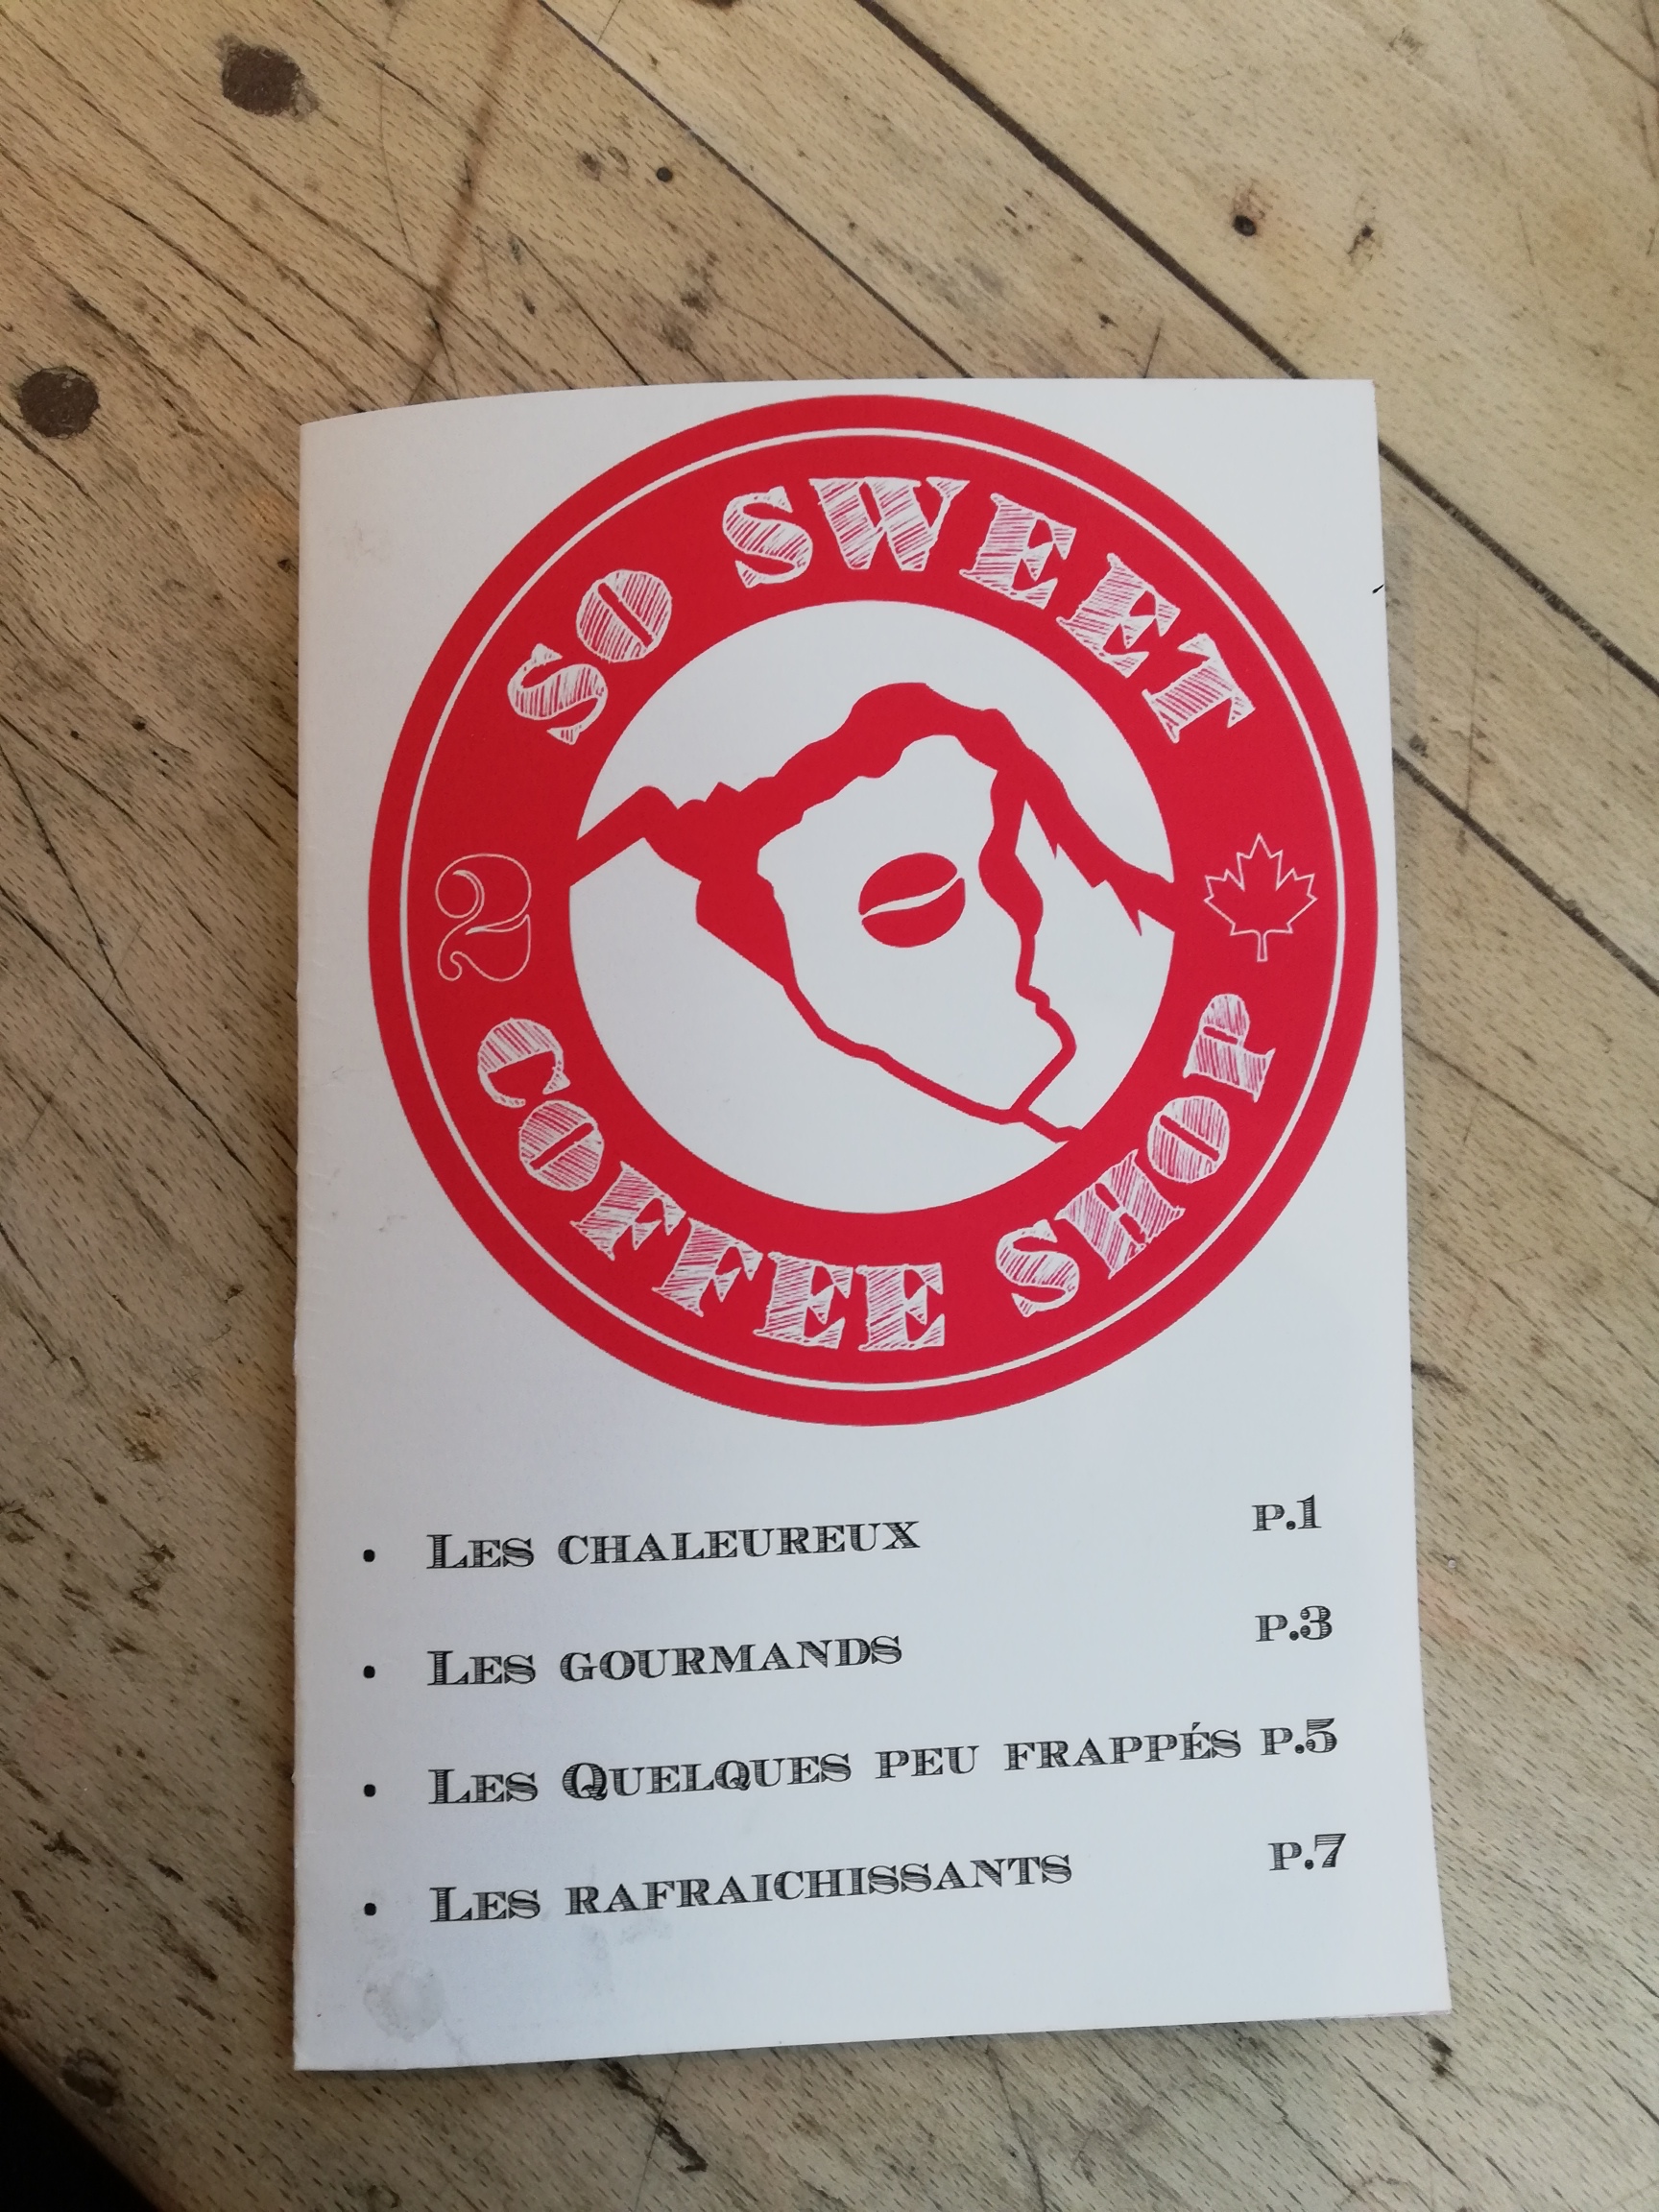 SO SWEET
2
COFFEE SHOP
• LES CHALEUREUX P.1
• LES GOURMANDS P.3
• LES QUELQUES PEU FRAPPÉS P.5
• LES RAFRAICHISSANTS P.7